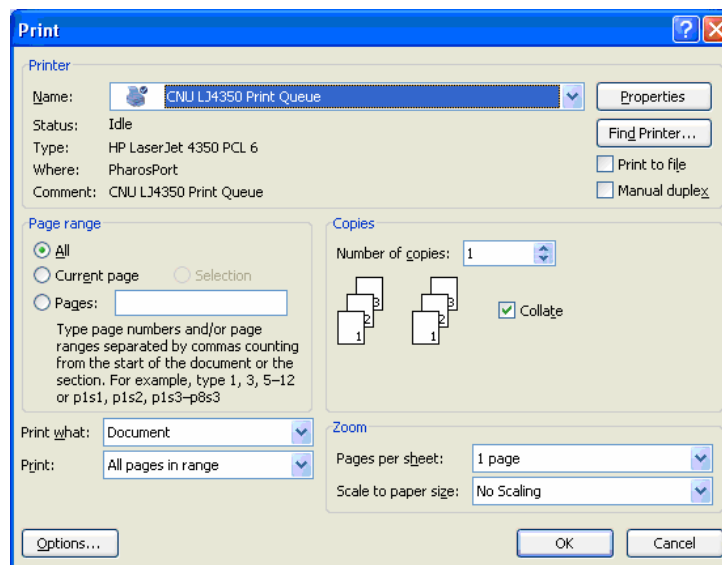 Print
Printer
Name: CNU LJ4350 Print Queue
Properties
Status: Idle
Find Printer...
Type: HP LaserJet 4350 PCL 6
Where: PharosPort
Print to file
Comment: CNU LJ4350 Print Queue
Manual duplex
Page range
All
Current page Selection
Pages:
Type page numbers and/or page
ranges separated by commas counting
from the start of the document or the
section. For example, type 1, 3, 5–12
or p1s1, p1s2, p1s3–p8s3
Copies
Number of copies: 1
3 3
2 2
1 1
Collate
Print what: Document
Print: All pages in range
Zoom
Pages per sheet: 1 page
Scale to paper size: No Scaling
Options...
OK
Cancel